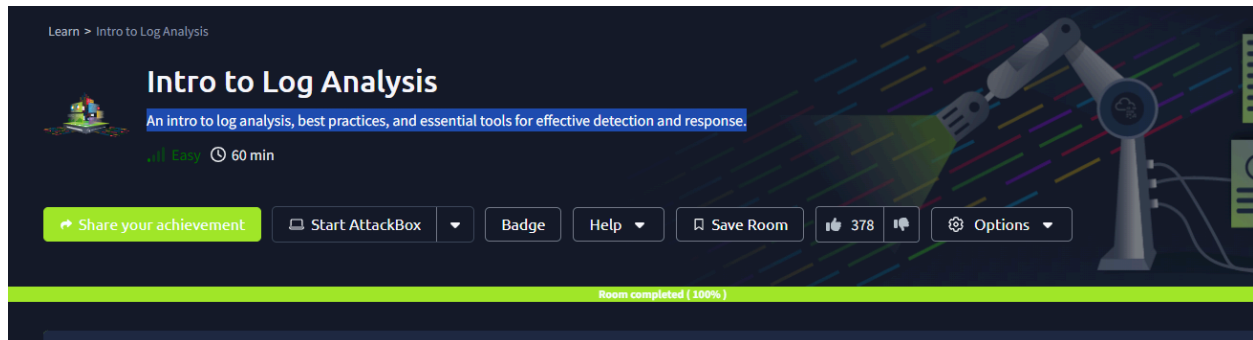 Learn > Intro to Log Analysis
Intro to Log Analysis
An intro to log analysis, best practices, and essential tools for effective detection and response.
Easy 60 min
Share your achievement Start AttackBox Badge Help Save Room 378 Options
Room completed ( 100% )